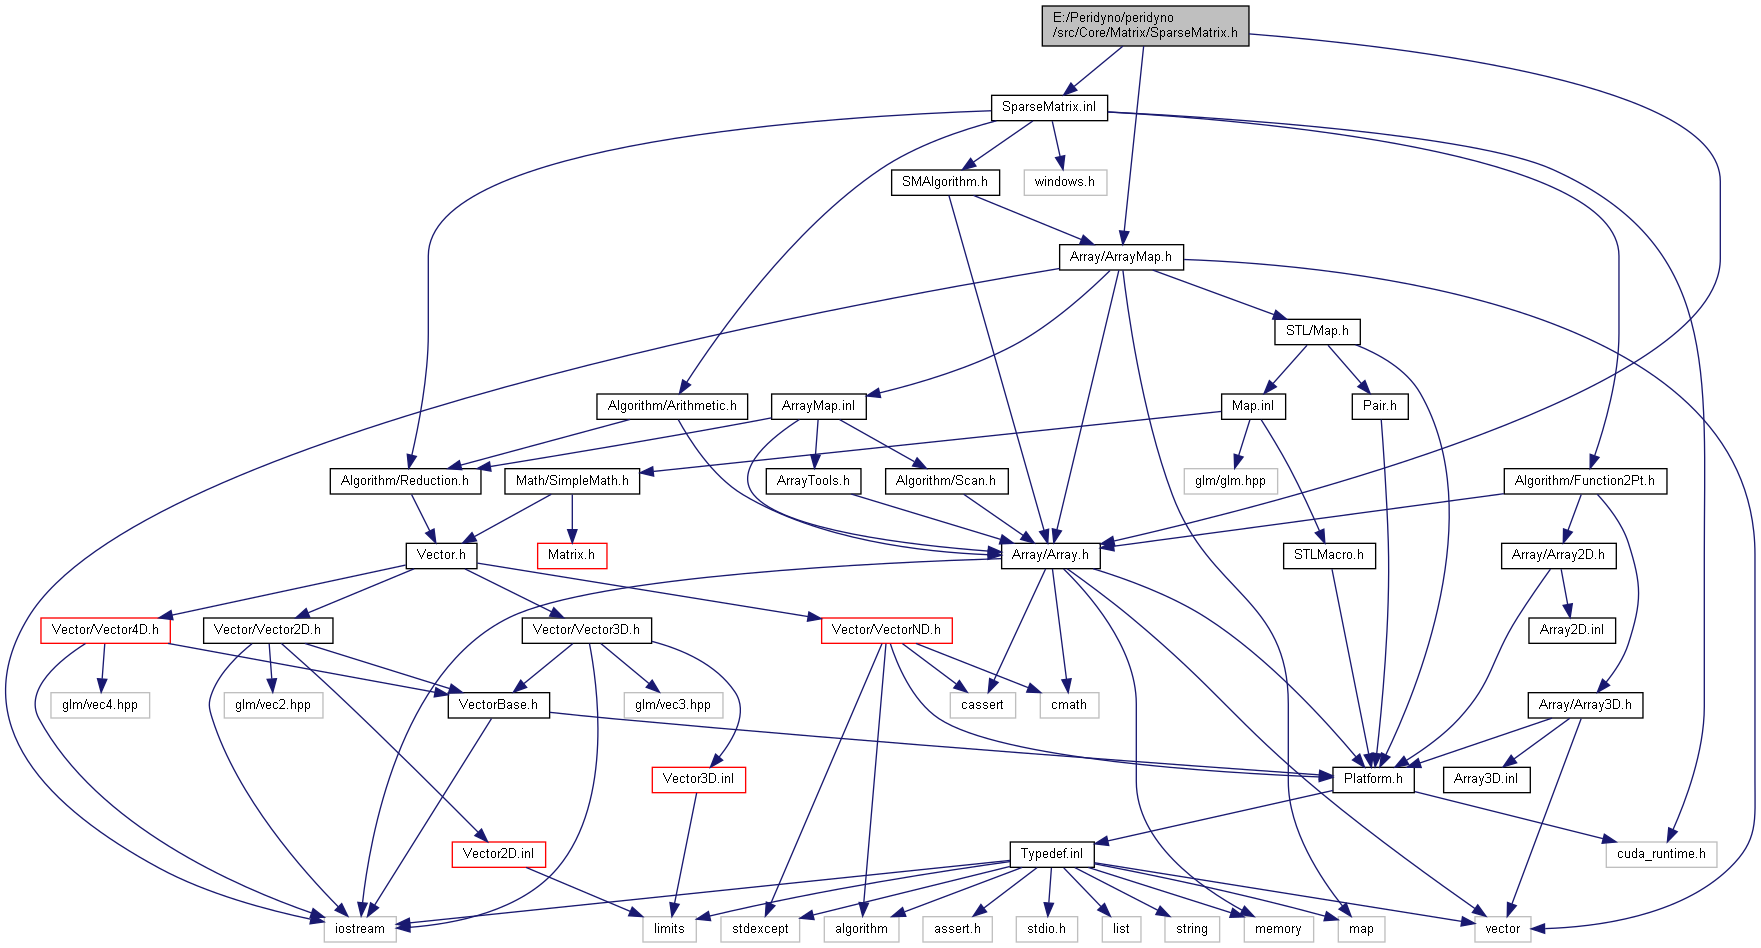 E:/Peridyno/peridyno
/src/Core/Matrix/SparseMatrix.h
SparseMatrix.inl
SMAlgorithm.h
windows.h
Array/ArrayMap.h
STL/Map.h
Algorithm/Arithmetic.h
ArrayMap.inl
Map.inl
Pair.h
Algorithm/Reduction.h
Math/SimpleMath.h
ArrayTools.h
Algorithm/Scan.h
glm/glm.hpp
Algorithm/Function2Pt.h
Vector.h
Matrix.h
Array/Array.h
STLMacro.h
Array/Array2D.h
Vector/Vector4D.h
Vector/Vector2D.h
Vector/Vector3D.h
Vector/VectorND.h
Array2D.inl
glm/vec4.hpp
glm/vec2.hpp
VectorBase.h
glm/vec3.hpp
cassert
cmath
Array/Array3D.h
Vector3D.inl
Platform.h
Array3D.inl
Vector2D.inl
Typedef.inl
cuda_runtime.h
iostream
limits
stdexcept
algorithm
assert.h
stdio.h
list
string
memory
map
vector